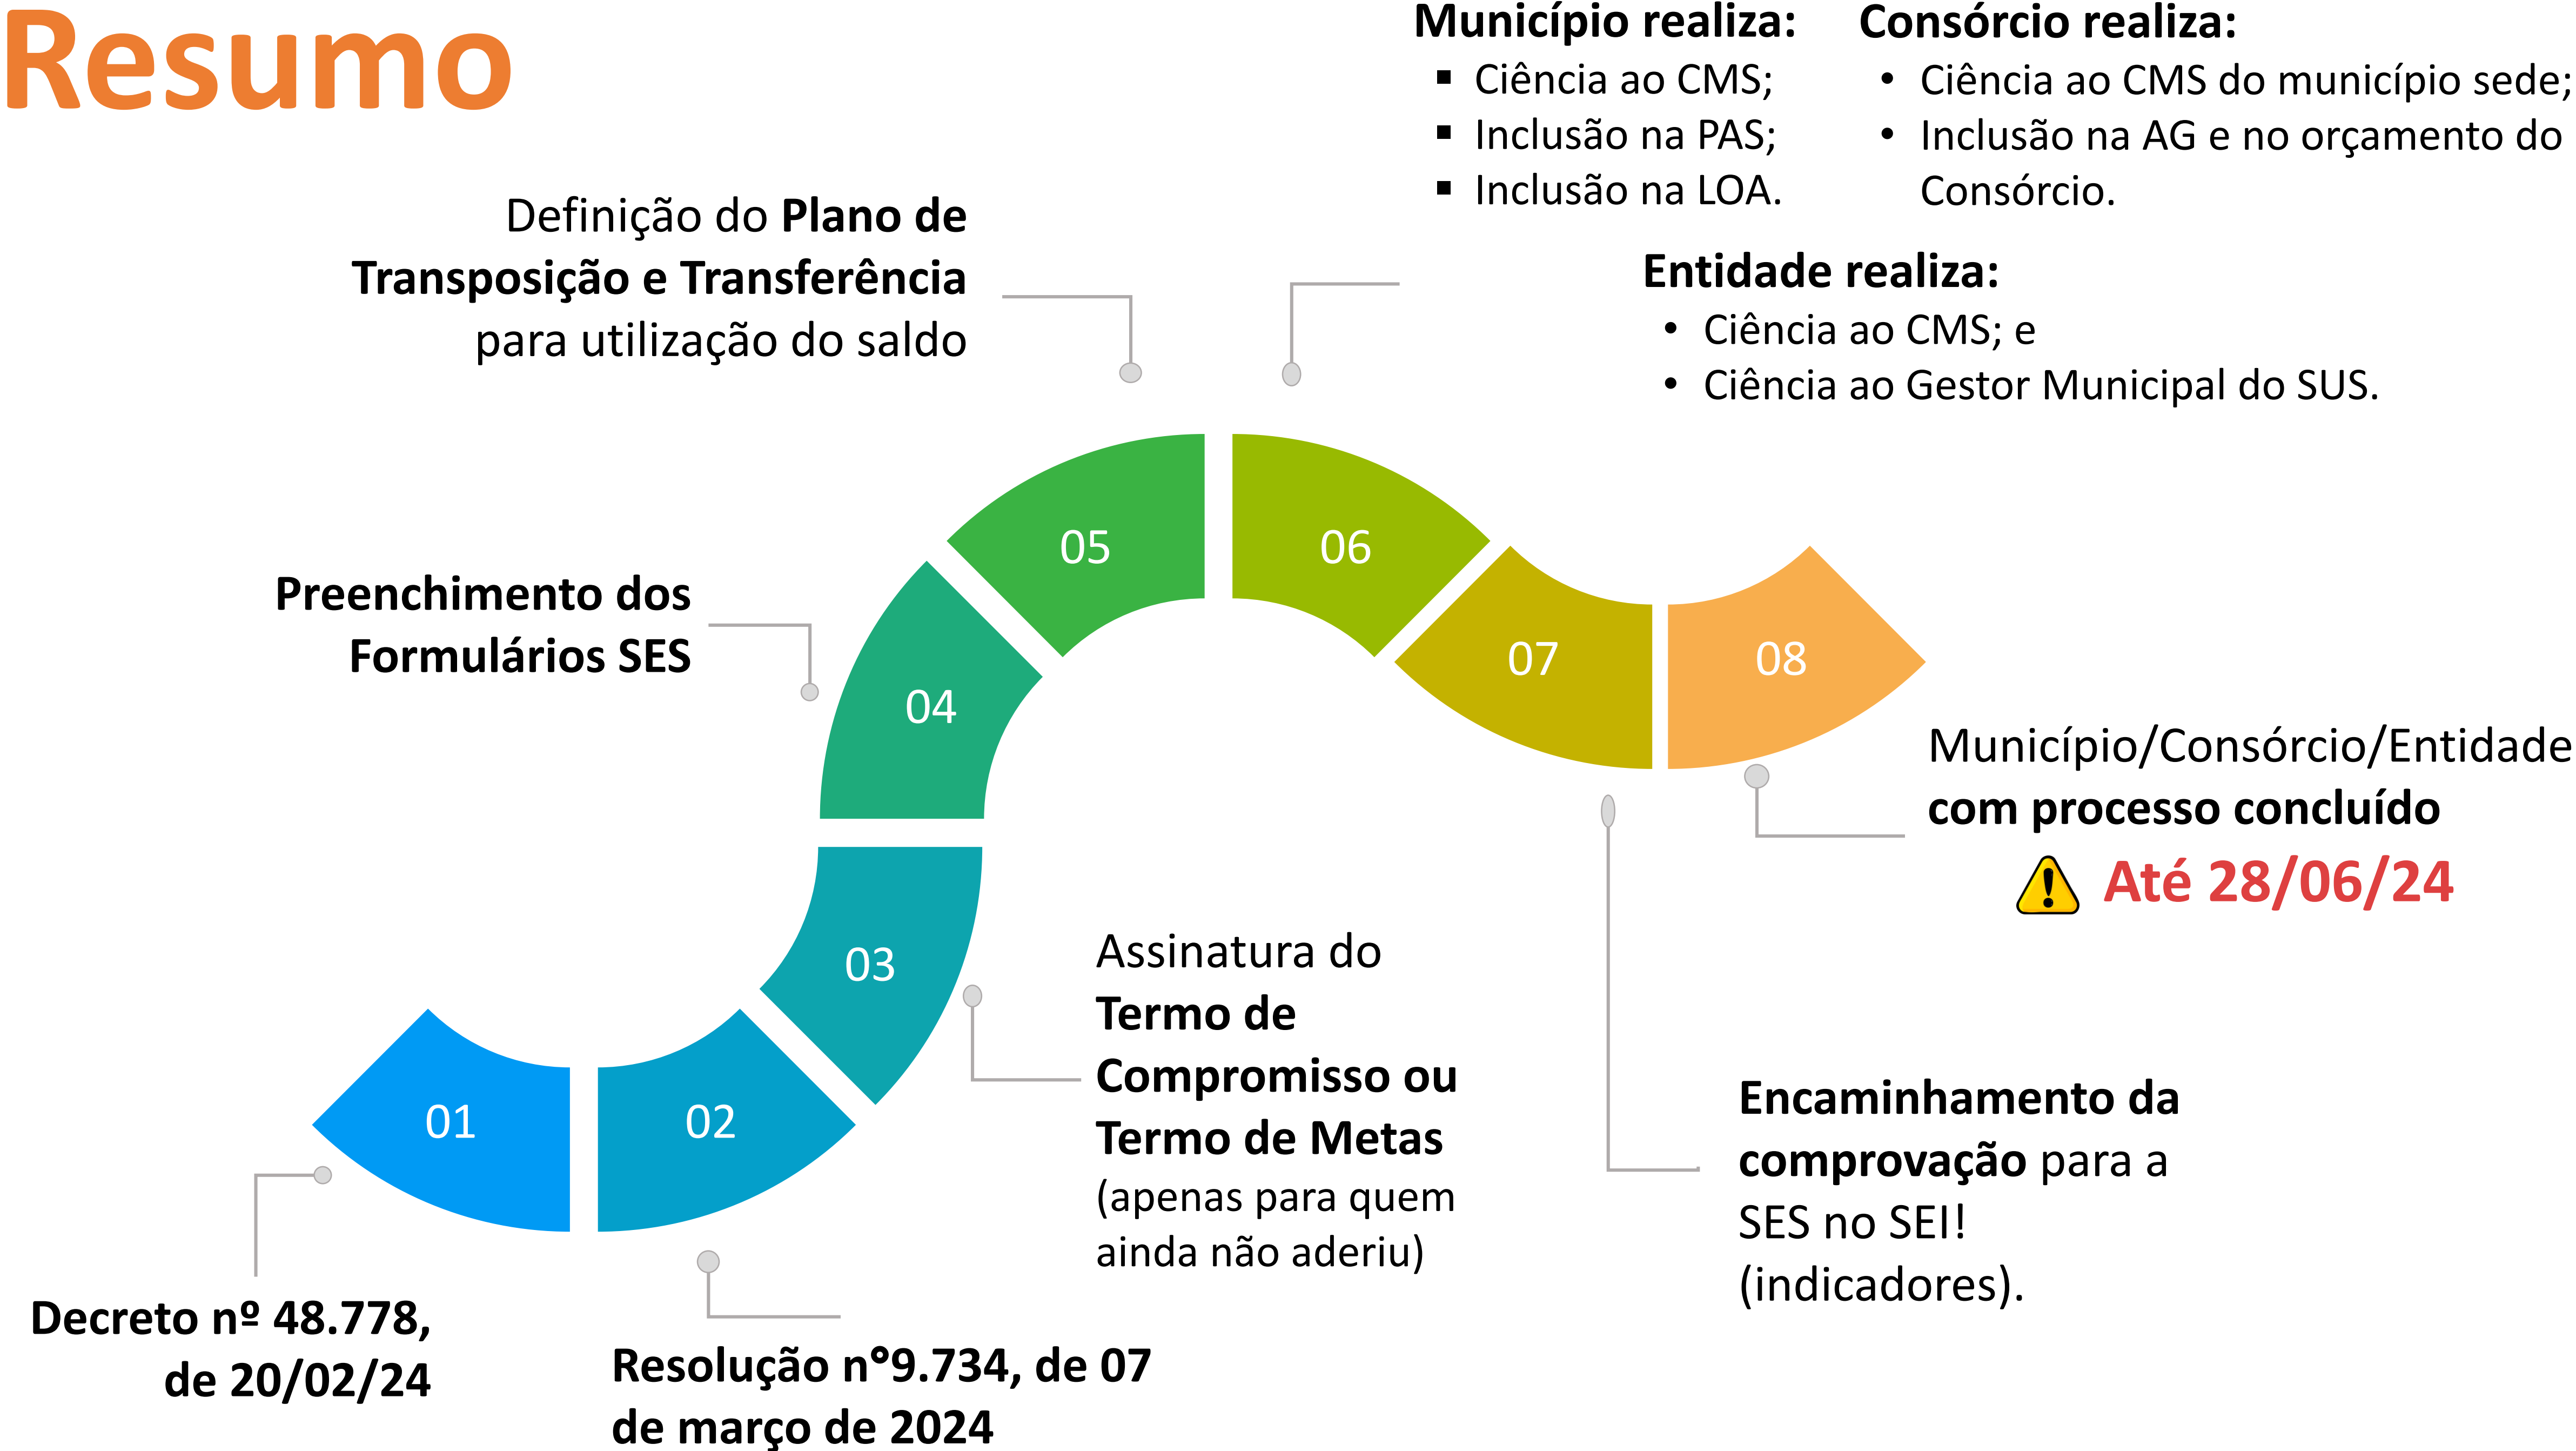 Resumo
Município realiza:
▪ Ciência ao CMS;
▪ Inclusão na PAS;
▪ Inclusão na LOA.
Consórcio realiza:
• Ciência ao CMS do município sede;
• Inclusão na AG e no orçamento do
Consórcio.
Entidade realiza:
• Ciência ao CMS; e
• Ciência ao Gestor Municipal do SUS.
Definição do Plano de
Transposição e Transferência
para utilização do saldo
Preenchimento dos
Formulários SES
05
06
04
07
08
03
01
02
Município/Consórcio/Entidade
com processo concluído
Até 28/06/24
Assinatura do
Termo de
Compromisso ou
Termo de Metas
(apenas para quem
ainda não aderiu)
Encaminhamento da
comprovação para a
SES no SEI!
(indicadores).
Decreto nº 48.778,
de 20/02/24
Resolução n°9.734, de 07
de março de 2024